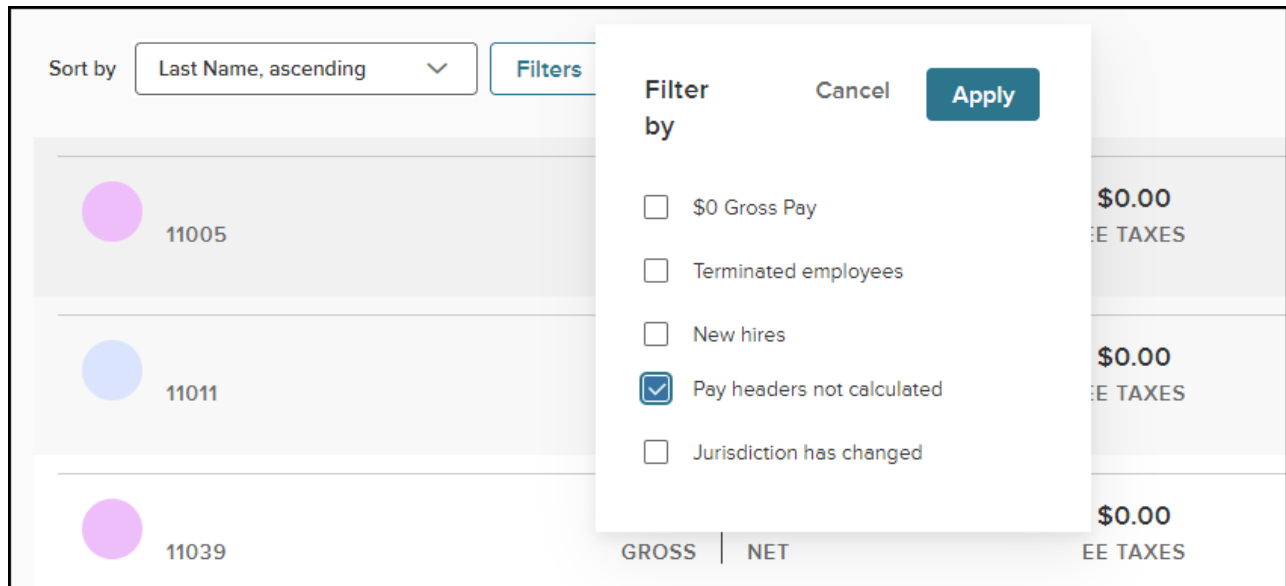 Sort by Last Name, ascending Filters
Filter by
Cancel Apply
$0 Gross Pay
Terminated employees
New hires
Pay headers not calculated
Jurisdiction has changed
11005
$0.00
EE TAXES
11011
$0.00
EE TAXES
11039
GROSS NET
$0.00
EE TAXES